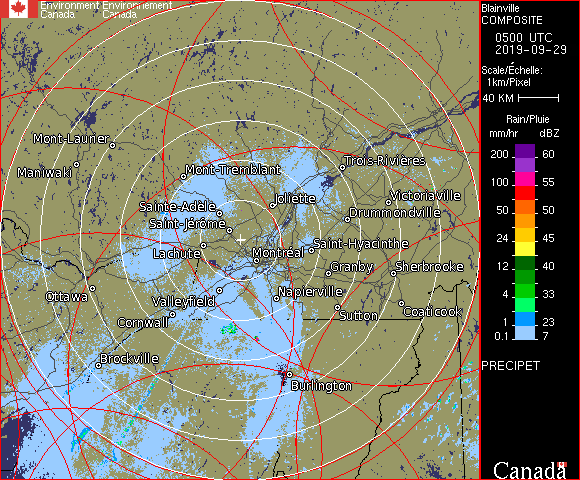 Environment Environnement
Canada Canada
Blainville
COMPOSITE
0500 UTC
2019-09-29
Scale/Échelle:
1km/Pixel
40 KM
Rain/Pluie
mm/hr dBZ
200 60
100 55
50 50
24 45
12 40
4 33
1 23
0.1 7
PRECIPET
Mont-Laurier
Maniwaki
Mont-Tremblant
Trois-Rivières
Sainte-Adèle
Joliette
Victoriaville
Drummondville
Saint-Jérôme
Lachute
Montréal
Saint-Hyacinthe
Granby
Sherbrooke
Ottawa
Valleyfield
Napierville
Cornwall
Sutton
Coaticook
Brockville
Burlington
Canada